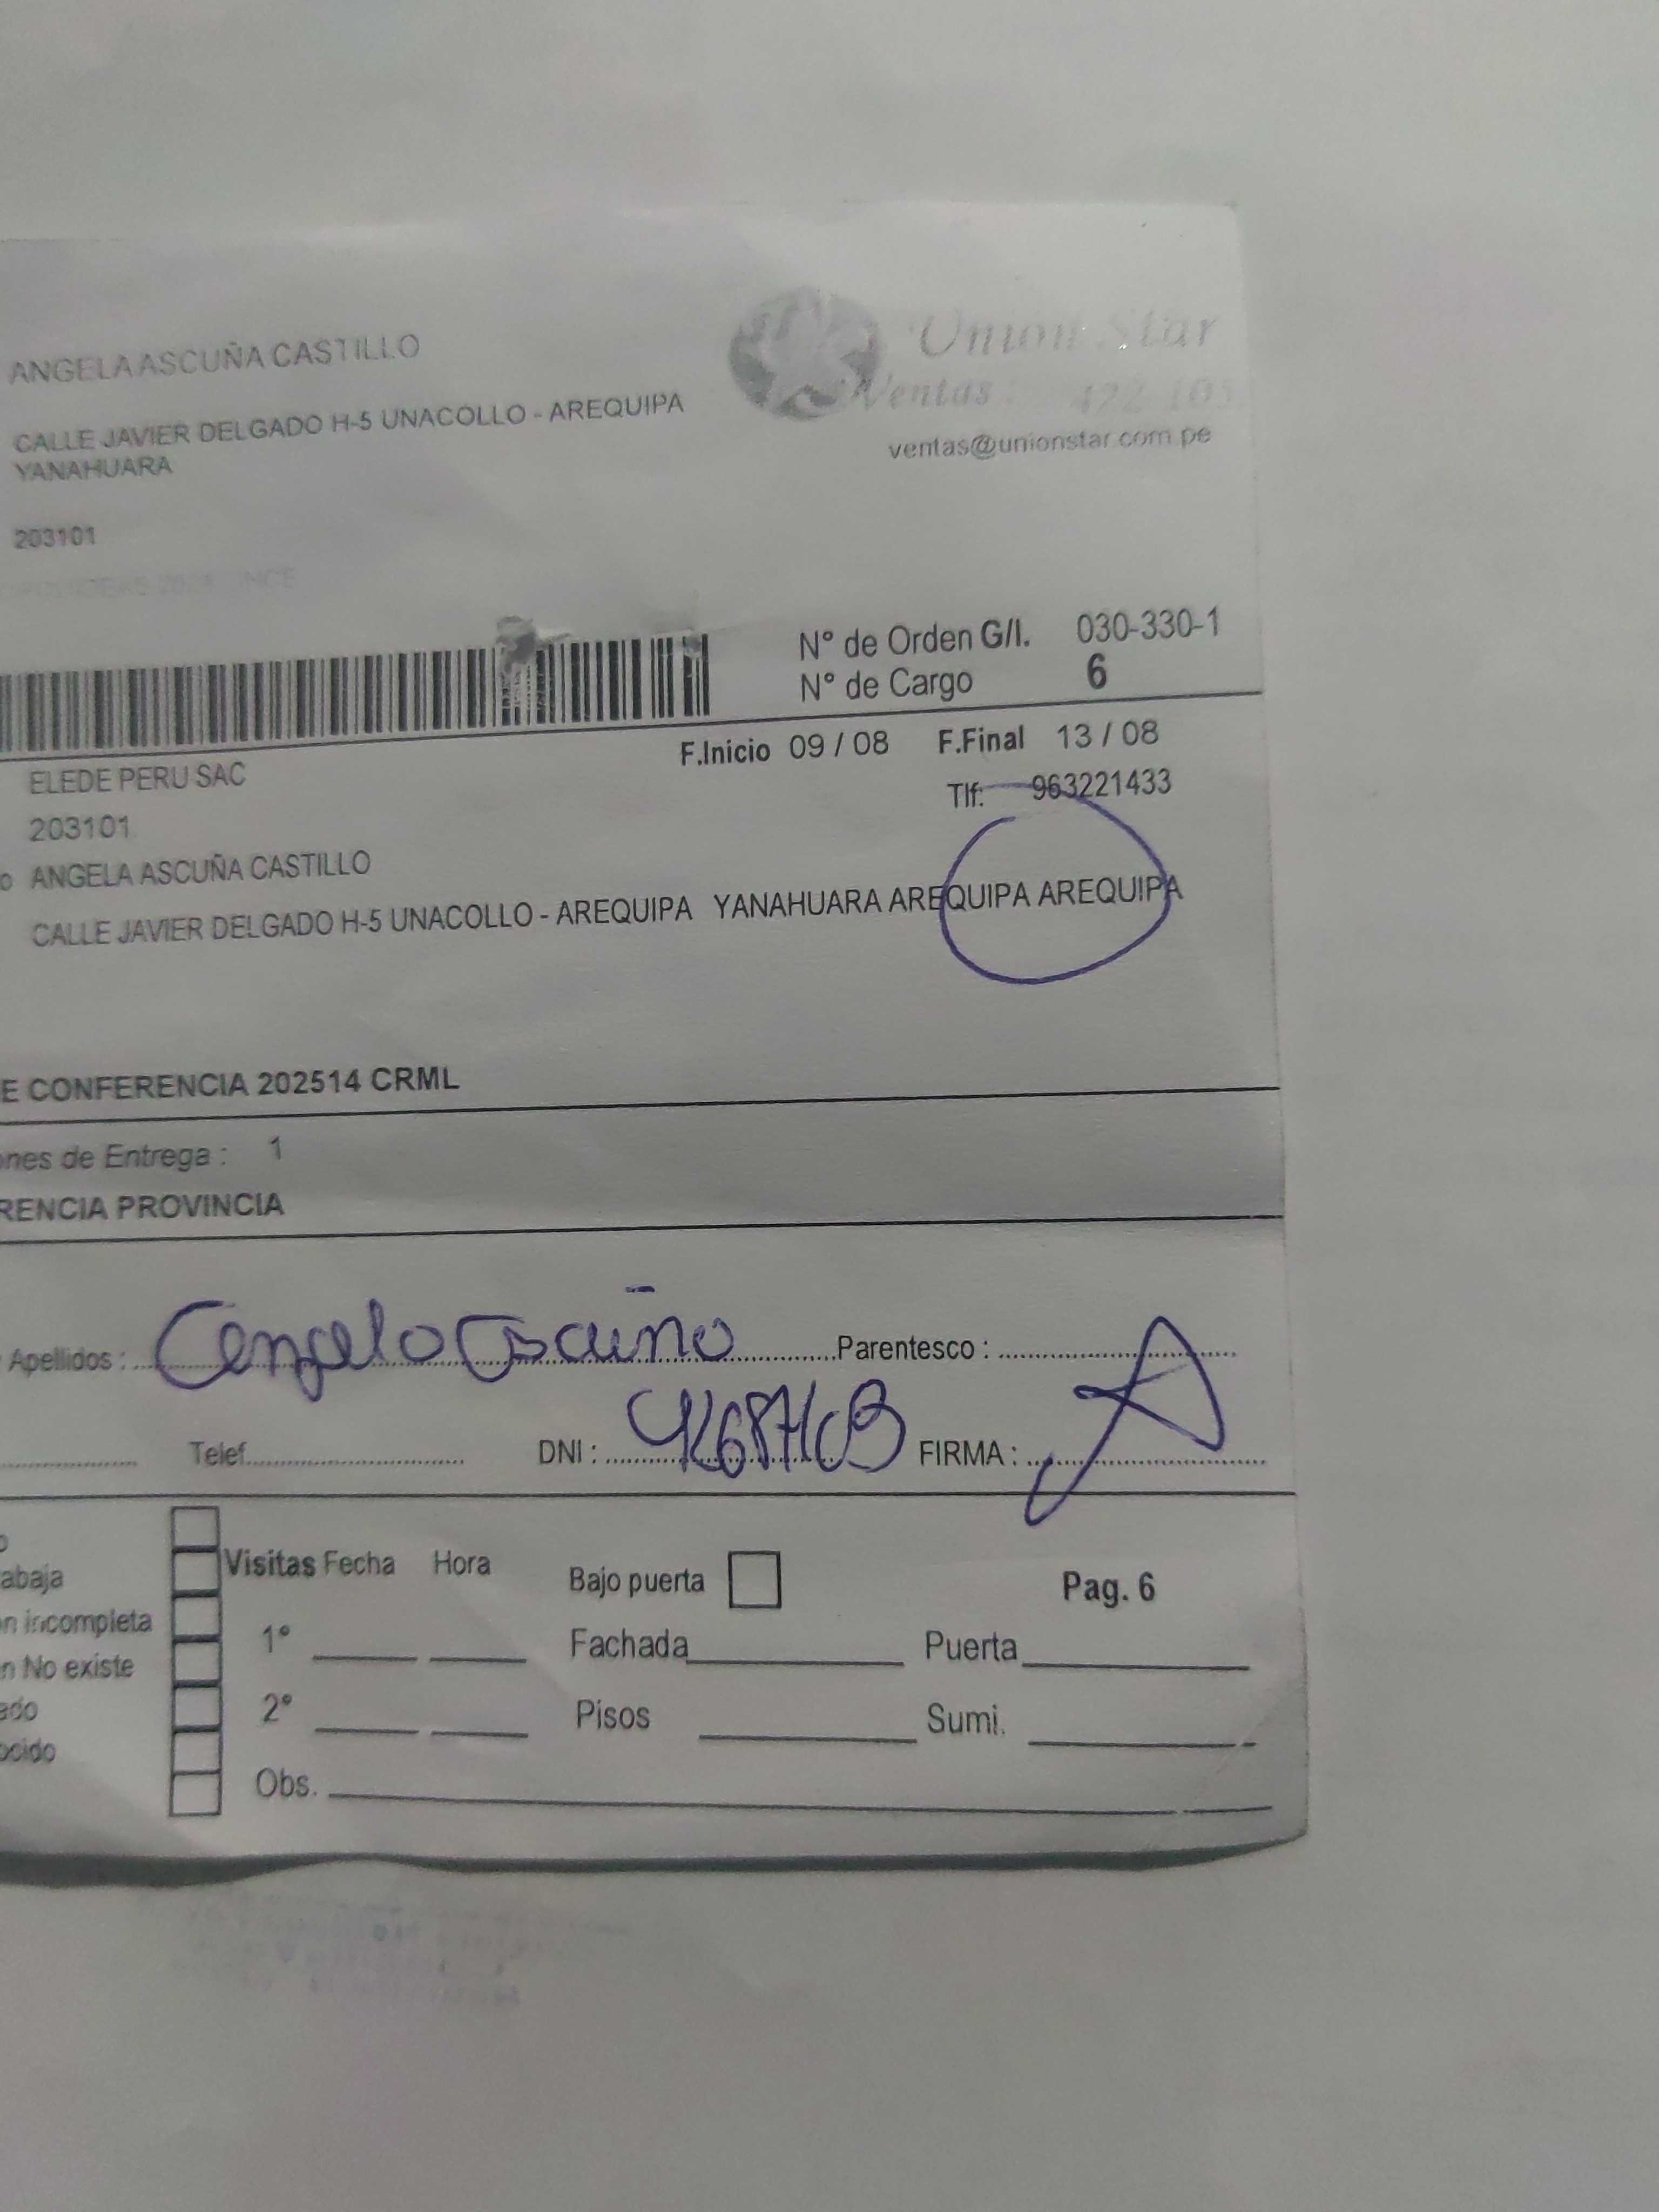 ANGELA ASCUÑA CASTILLO
Union Star
Ventas : 422-105
CALLE JAVIER DELGADO H-5 UNACOLLO - AREQUIPA
ventas@unionstar.com.pe
YANAHUARA
203101
N° de Orden G/I. 030-330-1
N° de Cargo 6
F.Inicio 09 / 08 F.Final 13 / 08
ELEDE PERU SAC
Tlf: 963221433
203101
o ANGELA ASCUÑA CASTILLO
CALLE JAVIER DELGADO H-5 UNACOLLO - AREQUIPA YANAHUARA AREQUIPA AREQUIPA
E CONFERENCIA 202514 CRML
nes de Entrega : 1
RENCIA PROVINCIA
Apellidos : Angela Ascuña Parentesco :
Telef. DNI : FIRMA :
o
abaja Visitas Fecha Hora Bajo puerta Pag. 6
n incompleta 1° Fachada Puerta
n No existe
ado 2° Pisos Sumi.
ocido
Obs.